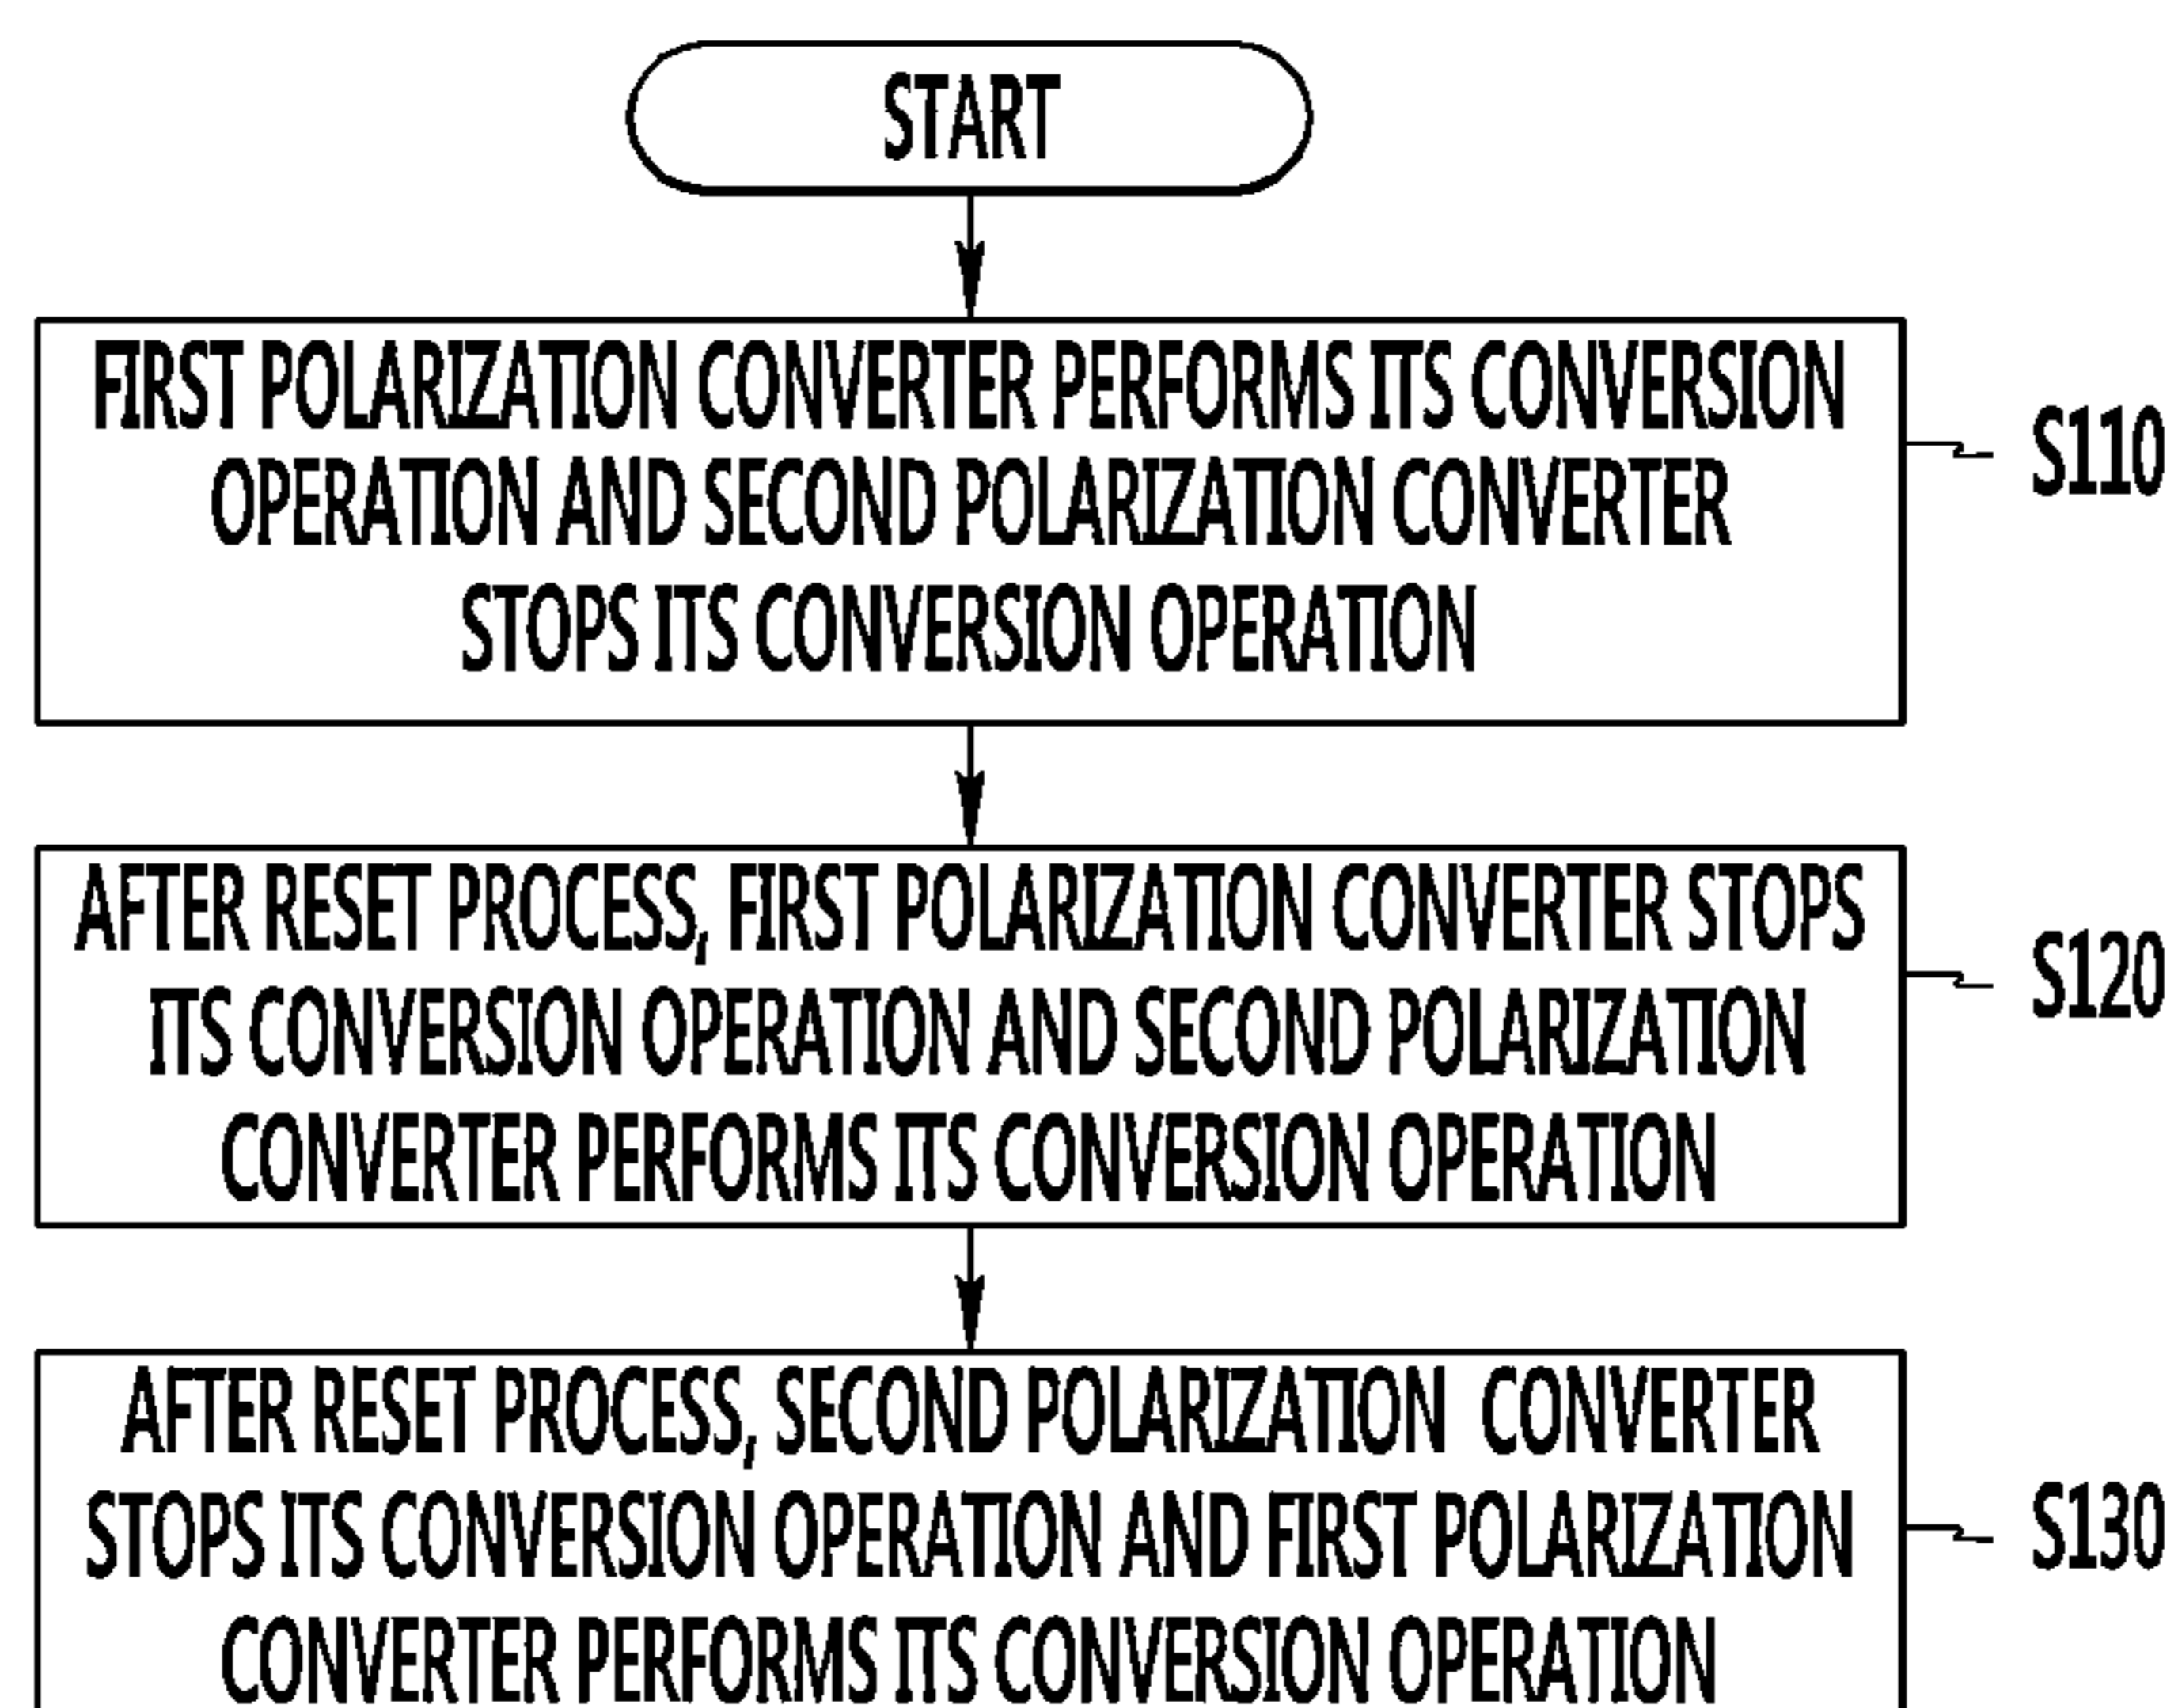 START
FIRST POLARIZATION CONVERTER PERFORMS ITS CONVERSION
OPERATION AND SECOND POLARIZATION CONVERTER
STOPS ITS CONVERSION OPERATION
S110
AFTER RESET PROCESS, FIRST POLARIZATION CONVERTER STOPS
ITS CONVERSION OPERATION AND SECOND POLARIZATION
CONVERTER PERFORMS ITS CONVERSION OPERATION
S120
AFTER RESET PROCESS, SECOND POLARIZATION CONVERTER
STOPS ITS CONVERSION OPERATION AND FIRST POLARIZATION
CONVERTER PERFORMS ITS CONVERSION OPERATION
S130